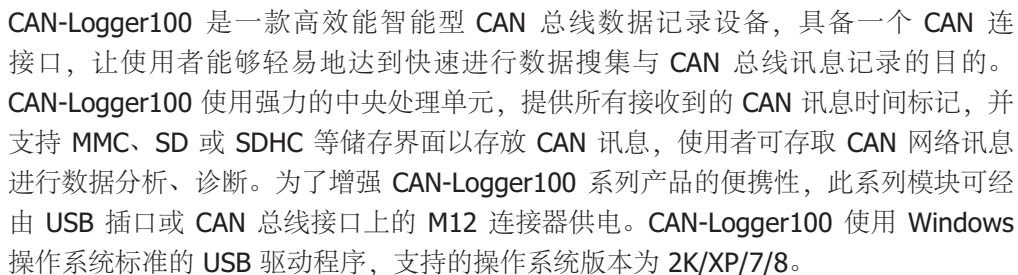 CAN-Logger100 是一款高效能智能型 CAN 总线数据记录设备，具备一个 CAN 连
接口，让使用者能够轻易地达到快速进行数据搜集与 CAN 总线讯息记录的目的。
CAN-Logger100 使用强力的中央处理单元，提供所有接收到的 CAN 讯息时间标记，并
支持 MMC、SD 或 SDHC 等储存界面以存放 CAN 讯息，使用者可存取 CAN 网络讯息
进行数据分析、诊断。为了增强 CAN-Logger100 系列产品的便携性，此系列模块可经
由 USB 插口或 CAN 总线接口上的 M12 连接器供电。CAN-Logger100 使用 Windows
操作系统标准的 USB 驱动程序，支持的操作系统版本为 2K/XP/7/8。